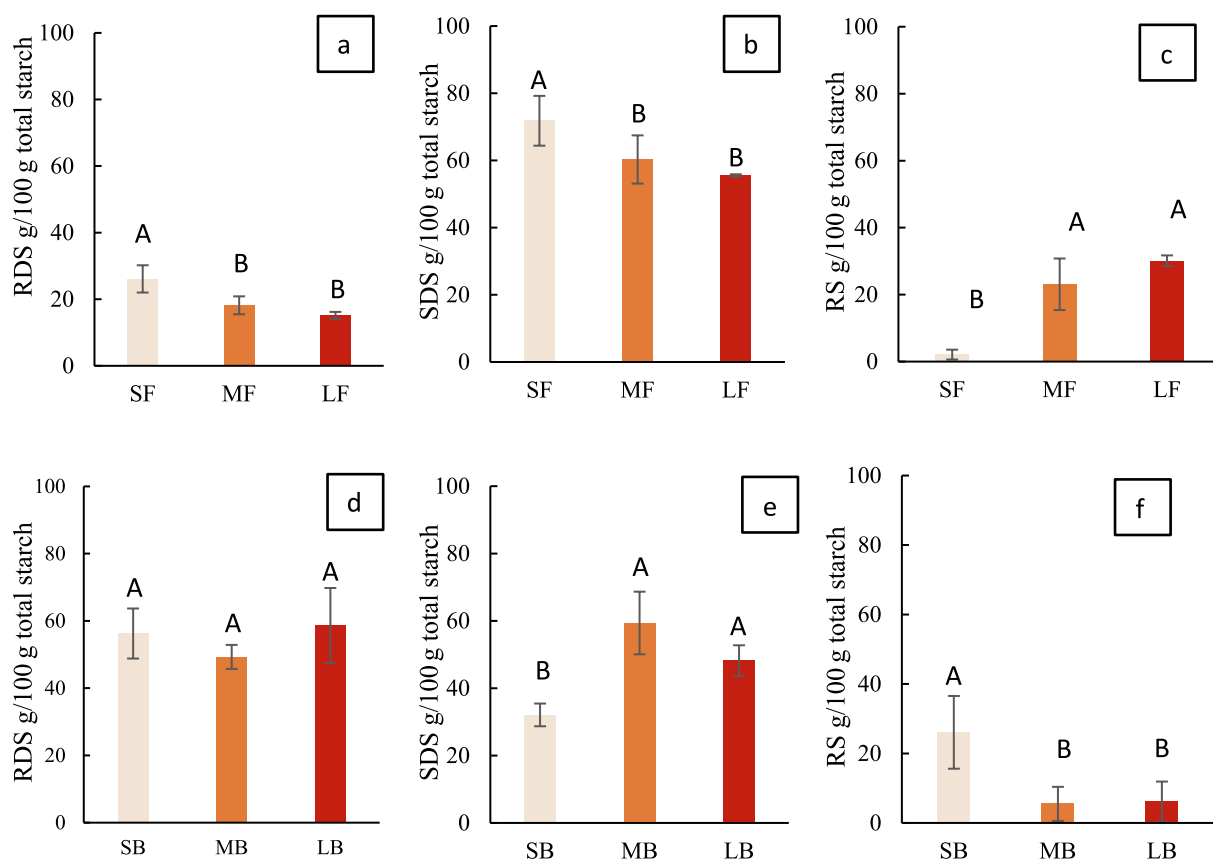 a
RDS g/100 g total starch
100
80
60
40
20
0
A
B
B
SF
MF
LF
b
SDS g/100 g total starch
100
80
60
40
20
0
A
B
B
SF
MF
LF
c
RS g/100 g total starch
100
80
60
40
20
0
B
A
A
SF
MF
LF
d
RDS g/100 g total starch
100
80
60
40
20
0
A
A
A
SB
MB
LB
e
SDS g/100 g total starch
100
80
60
40
20
0
B
A
A
SB
MB
LB
f
RS g/100 g total starch
100
80
60
40
20
0
A
B
B
SB
MB
LB